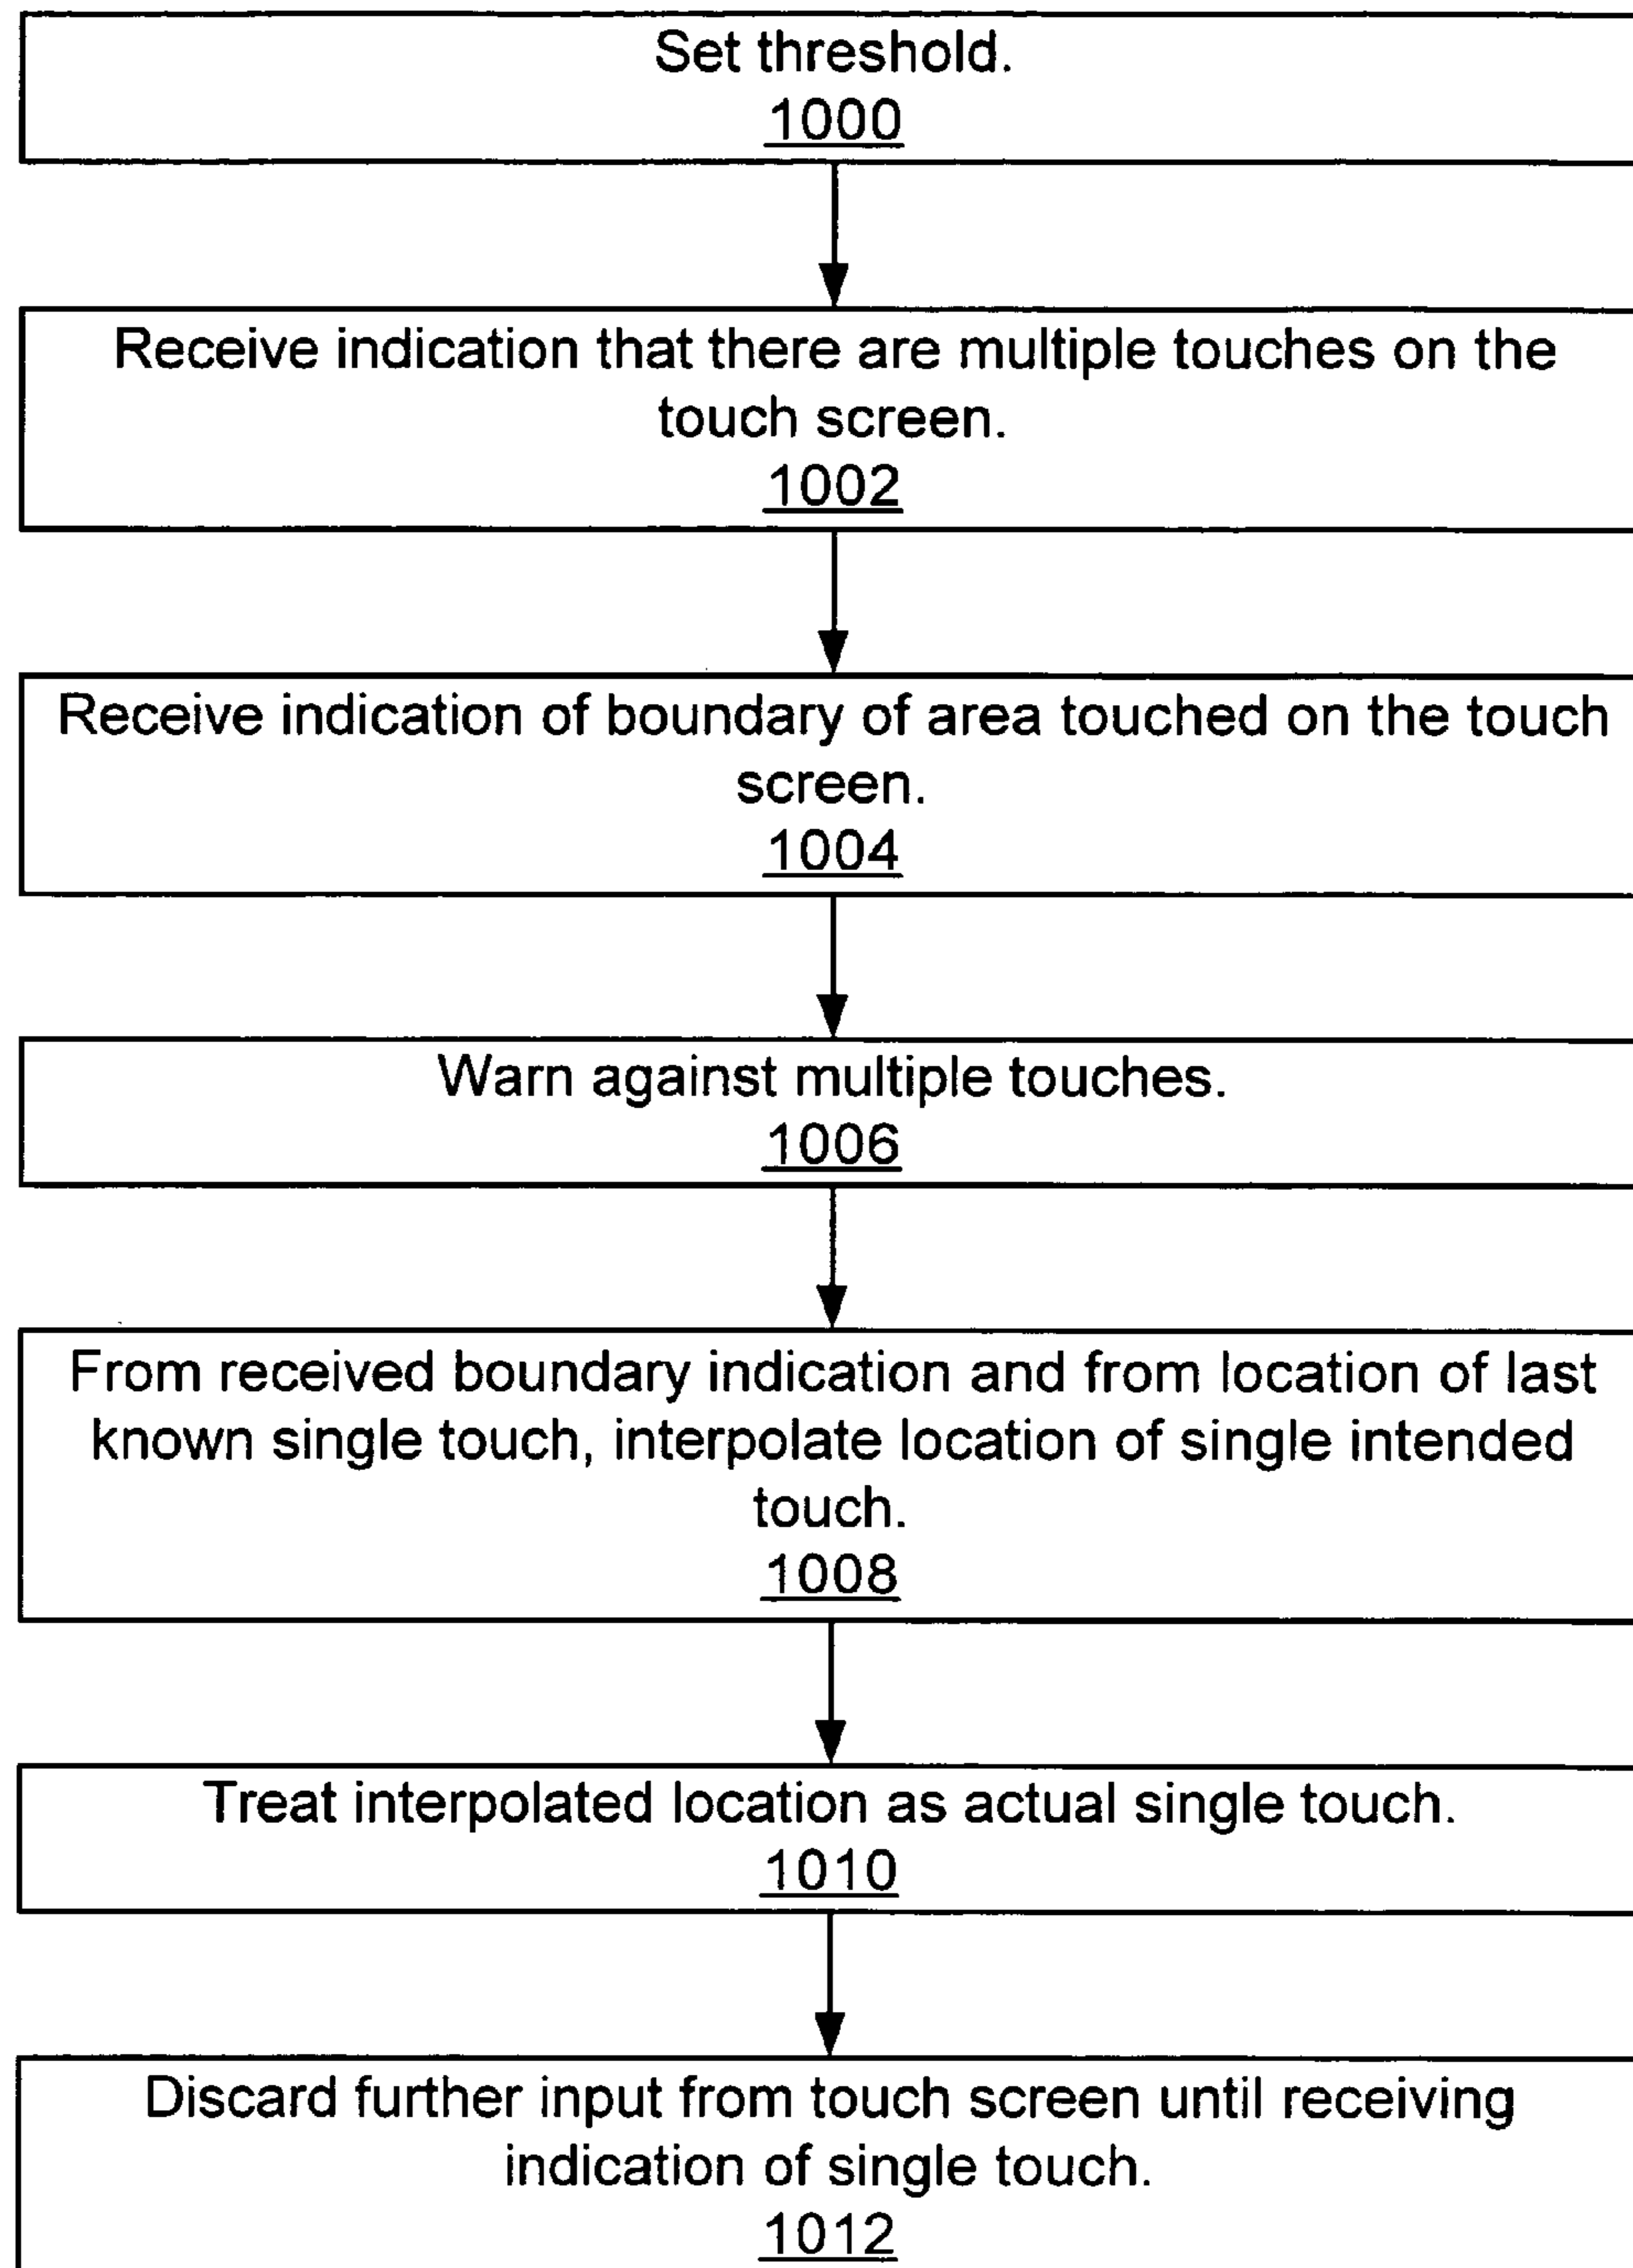 Set threshold.
1000
Receive indication that there are multiple touches on the
touch screen.
1002
Receive indication of boundary of area touched on the touch
screen.
1004
Warn against multiple touches.
1006
From received boundary indication and from location of last
known single touch, interpolate location of single intended
touch.
1008
Treat interpolated location as actual single touch.
1010
Discard further input from touch screen until receiving
indication of single touch.
1012